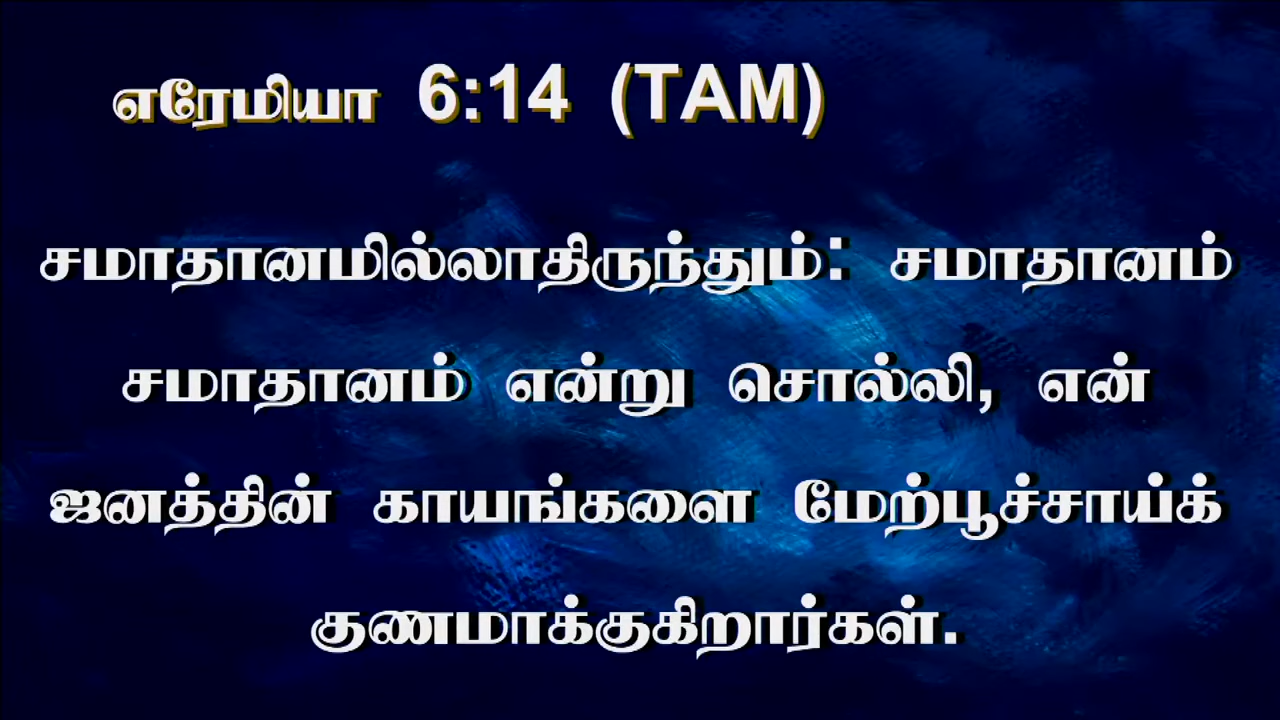 எரேமியா 6:14 (TAM)
சமாதானமில்லாதிருந்தும்: சமாதானம்
சமாதானம் என்று சொல்லி, என்
ஜனத்தின் காயங்களை மேற்பூச்சாய்க்
குணமாக்குகிறார்கள்.